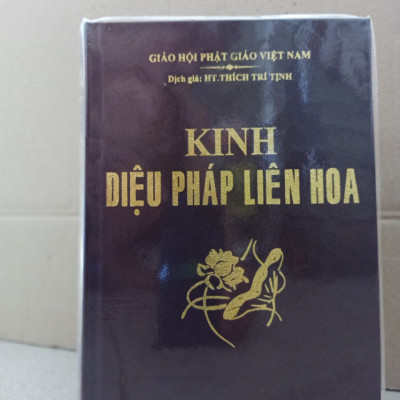 GIÁO HỘI PHẬT GIÁO VIỆT NAM
Dịch giả: HT.THÍCH TRÍ TỊNH
KINH
DIỆU PHÁP LIÊN HOA